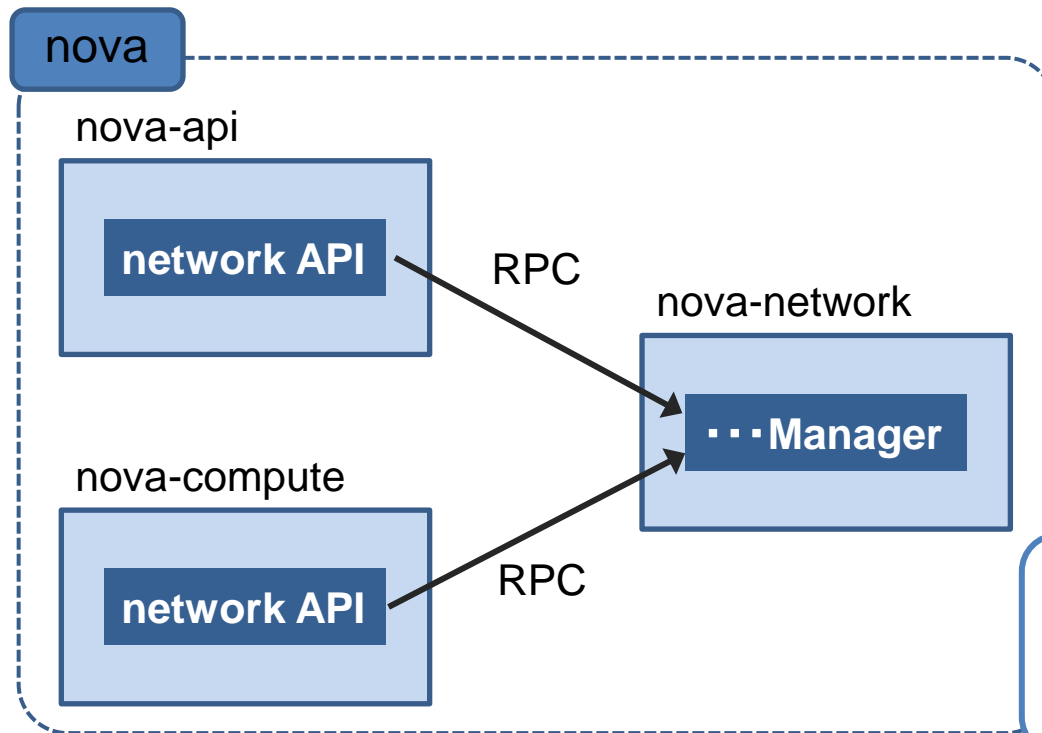 nova
nova-api
network API
RPC
nova-network
･･･Manager
nova-compute
network API
RPC